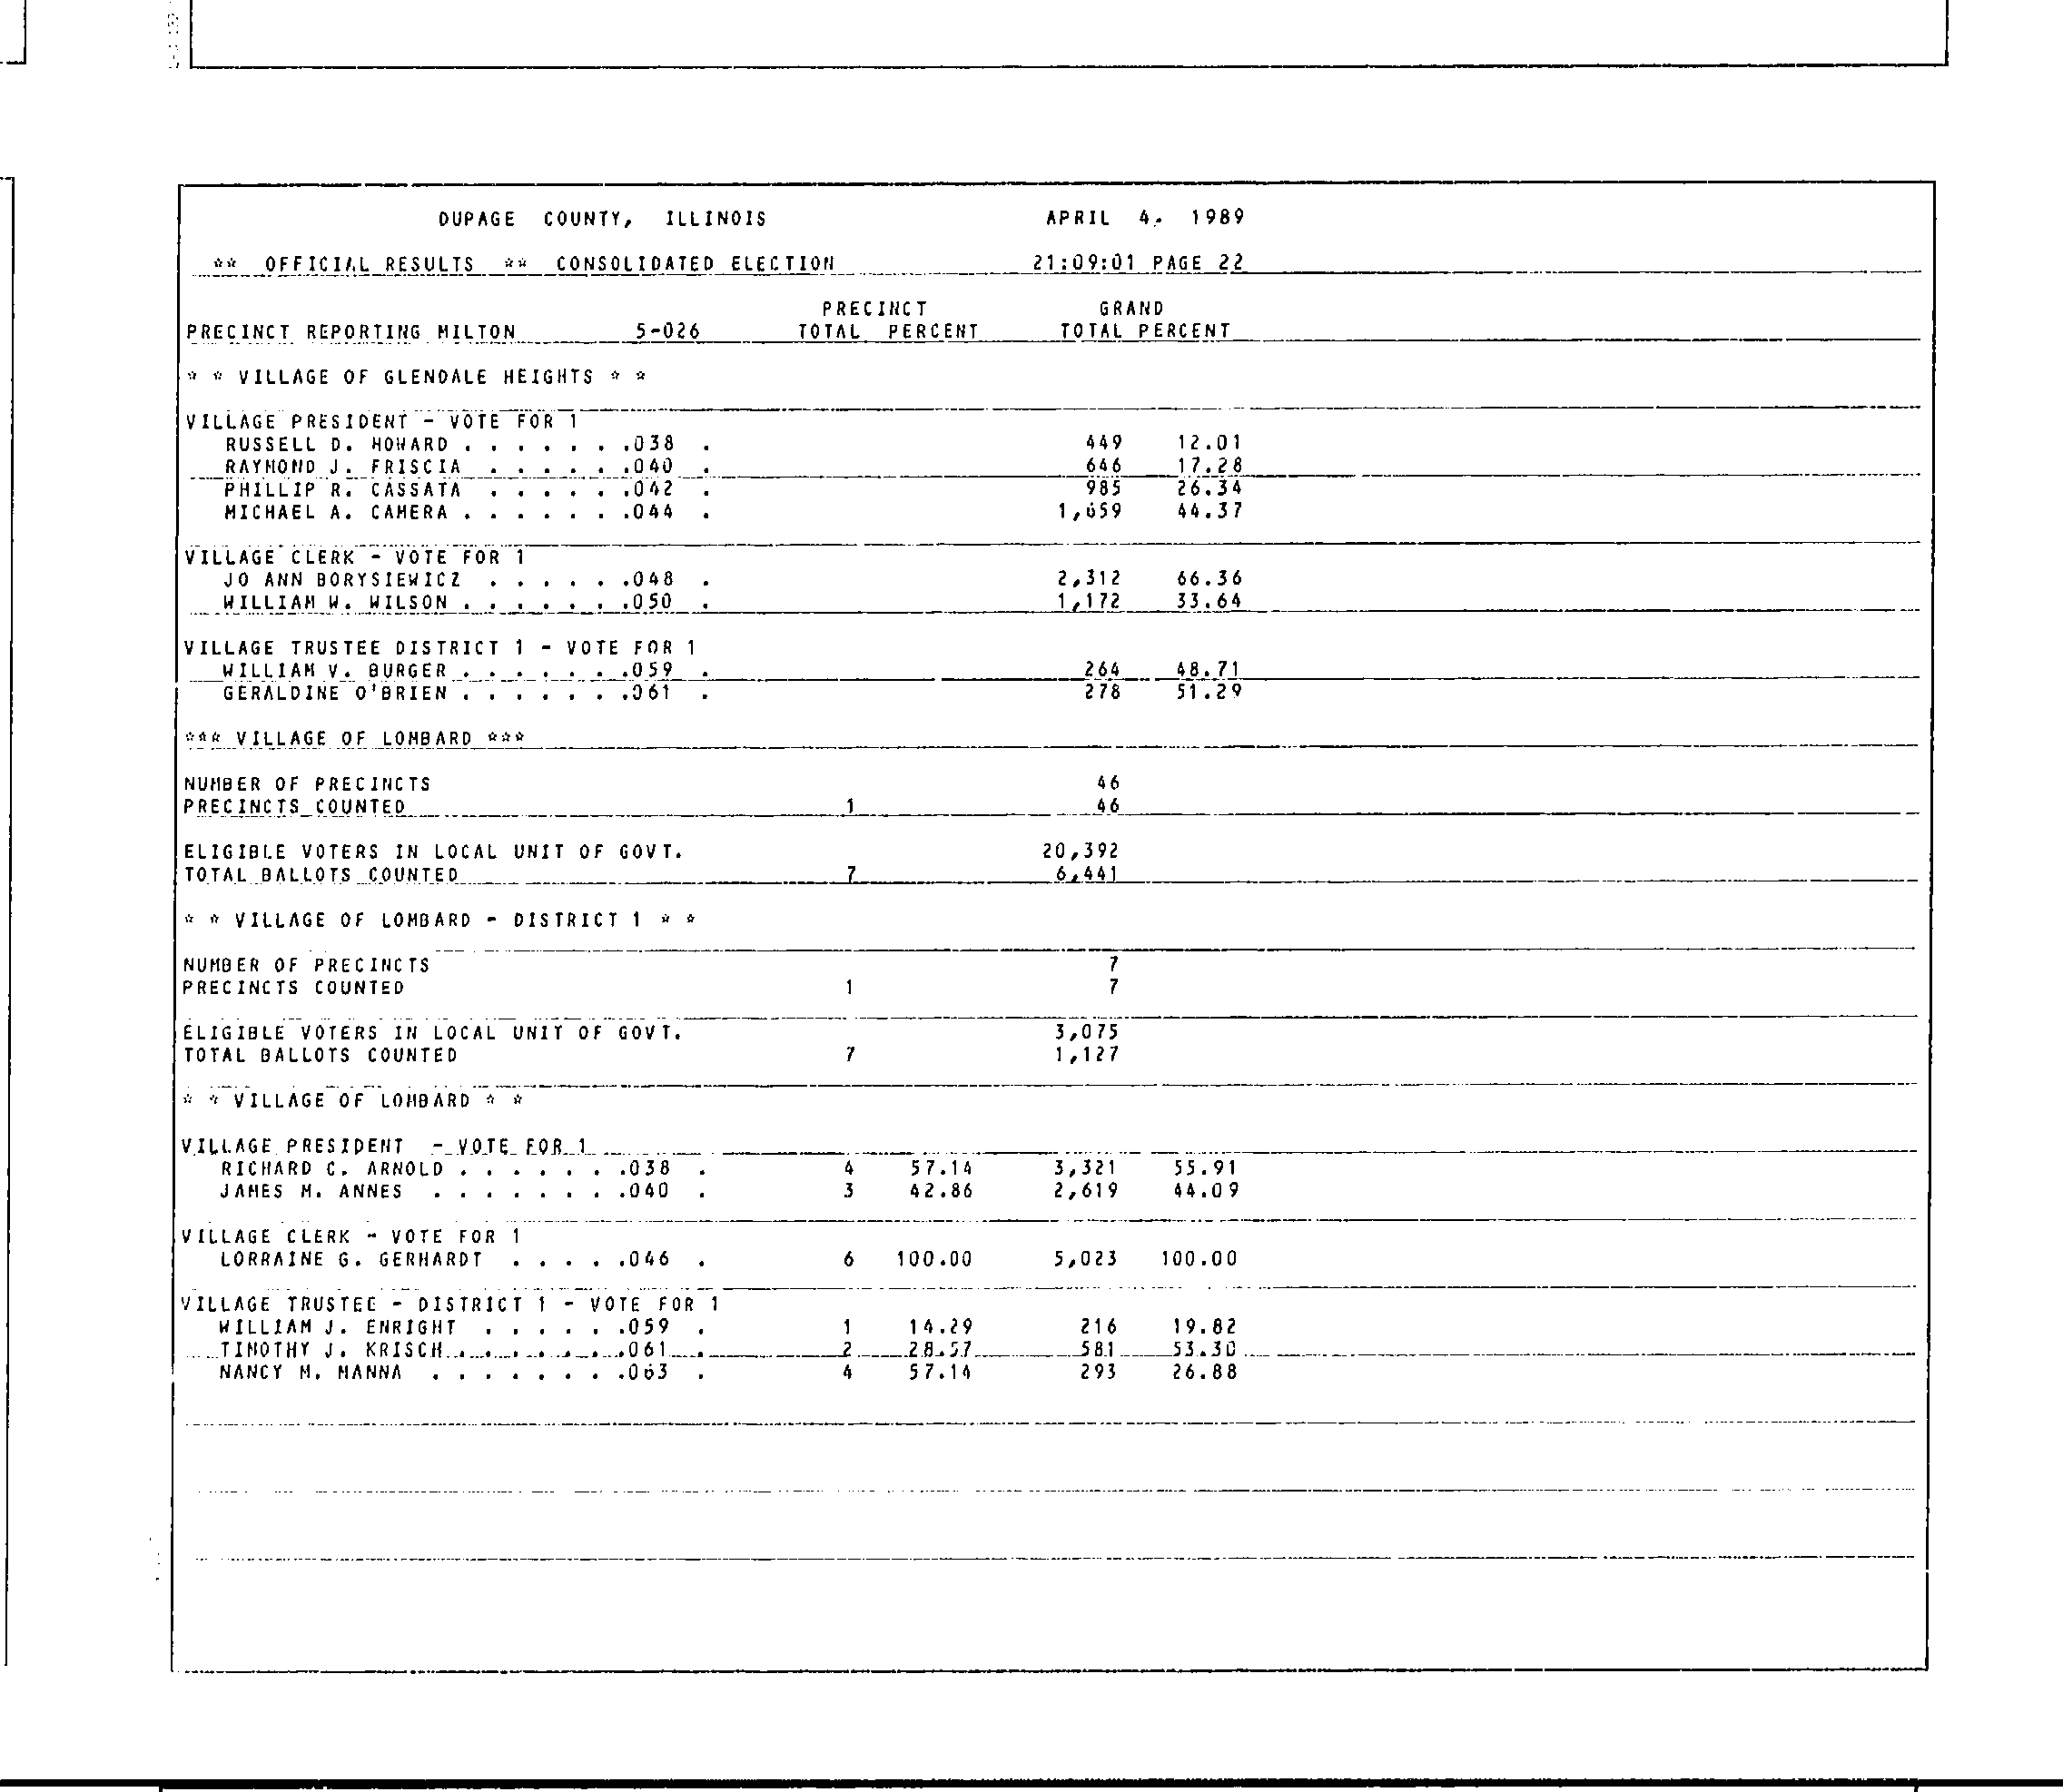 DUPAGE COUNTY, ILLINOIS APRIL 4, 1989
** OFFICIAL RESULTS ** CONSOLIDATED ELECTION 21:09:01 PAGE 22
PRECINCT GRAND
PRECINCT REPORTING MILTON 5-026 TOTAL PERCENT TOTAL PERCENT
* * VILLAGE OF GLENDALE HEIGHTS * *
VILLAGE PRESIDENT - VOTE FOR 1
RUSSELL D. HOWARD . . . . . . .038 . 449 12.01
RAYMOND J. FRISCIA . . . . . .040 . 646 17.28
PHILLIP R. CASSATA . . . . . .042 . 985 26.34
MICHAEL A. CAMERA . . . . . . .044 . 1,659 44.37
VILLAGE CLERK - VOTE FOR 1
JO ANN BORYSIEWICZ . . . . . .048 . 2,312 66.36
WILLIAM W. WILSON . . . . . . .050 . 1,172 33.64
VILLAGE TRUSTEE DISTRICT 1 - VOTE FOR 1
WILLIAM V. BURGER . . . . . . .059 . 264 48.71
GERALDINE O'BRIEN . . . . . . .061 . 278 51.29
*** VILLAGE OF LOMBARD ***
NUMBER OF PRECINCTS 46
PRECINCTS COUNTED 1 46
ELIGIBLE VOTERS IN LOCAL UNIT OF GOVT. 20,392
TOTAL BALLOTS COUNTED 7 6,441
* * VILLAGE OF LOMBARD - DISTRICT 1 * *
NUMBER OF PRECINCTS 7
PRECINCTS COUNTED 1 7
ELIGIBLE VOTERS IN LOCAL UNIT OF GOVT. 3,075
TOTAL BALLOTS COUNTED 7 1,127
* * VILLAGE OF LOMBARD * *
VILLAGE PRESIDENT - VOTE FOR 1
RICHARD C. ARNOLD . . . . . . .038 . 4 57.14 3,321 55.91
JAMES M. ANNES . . . . . . . .040 . 3 42.86 2,619 44.09
VILLAGE CLERK - VOTE FOR 1
LORRAINE G. GERHARDT . . . . .046 . 6 100.00 5,023 100.00
VILLAGE TRUSTEE - DISTRICT 1 - VOTE FOR 1
WILLIAM J. ENRIGHT . . . . . .059 . 1 14.29 216 19.82
TIMOTHY J. KRISCH . . . . . . .061 . 2 28.57 581 53.30
NANCY M. MANNA . . . . . . . .063 . 4 57.14 293 26.88